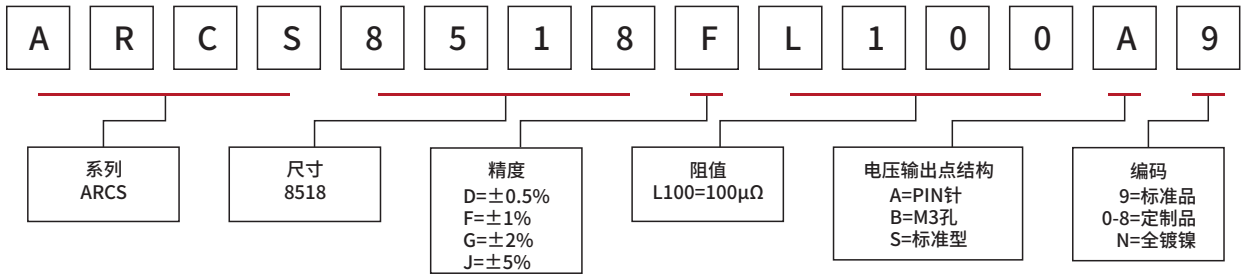 A R C S 8 5 1 8 F L 1 0 0 A 9
系列
ARCS
尺寸
8518
精度
D=±0.5%
F=±1%
G=±2%
J=±5%
阻值
L100=100μΩ
电压输出点结构
A=PIN针
B=M3孔
S=标准型
编码
9=标准品
0-8=定制品
N=全镀镍